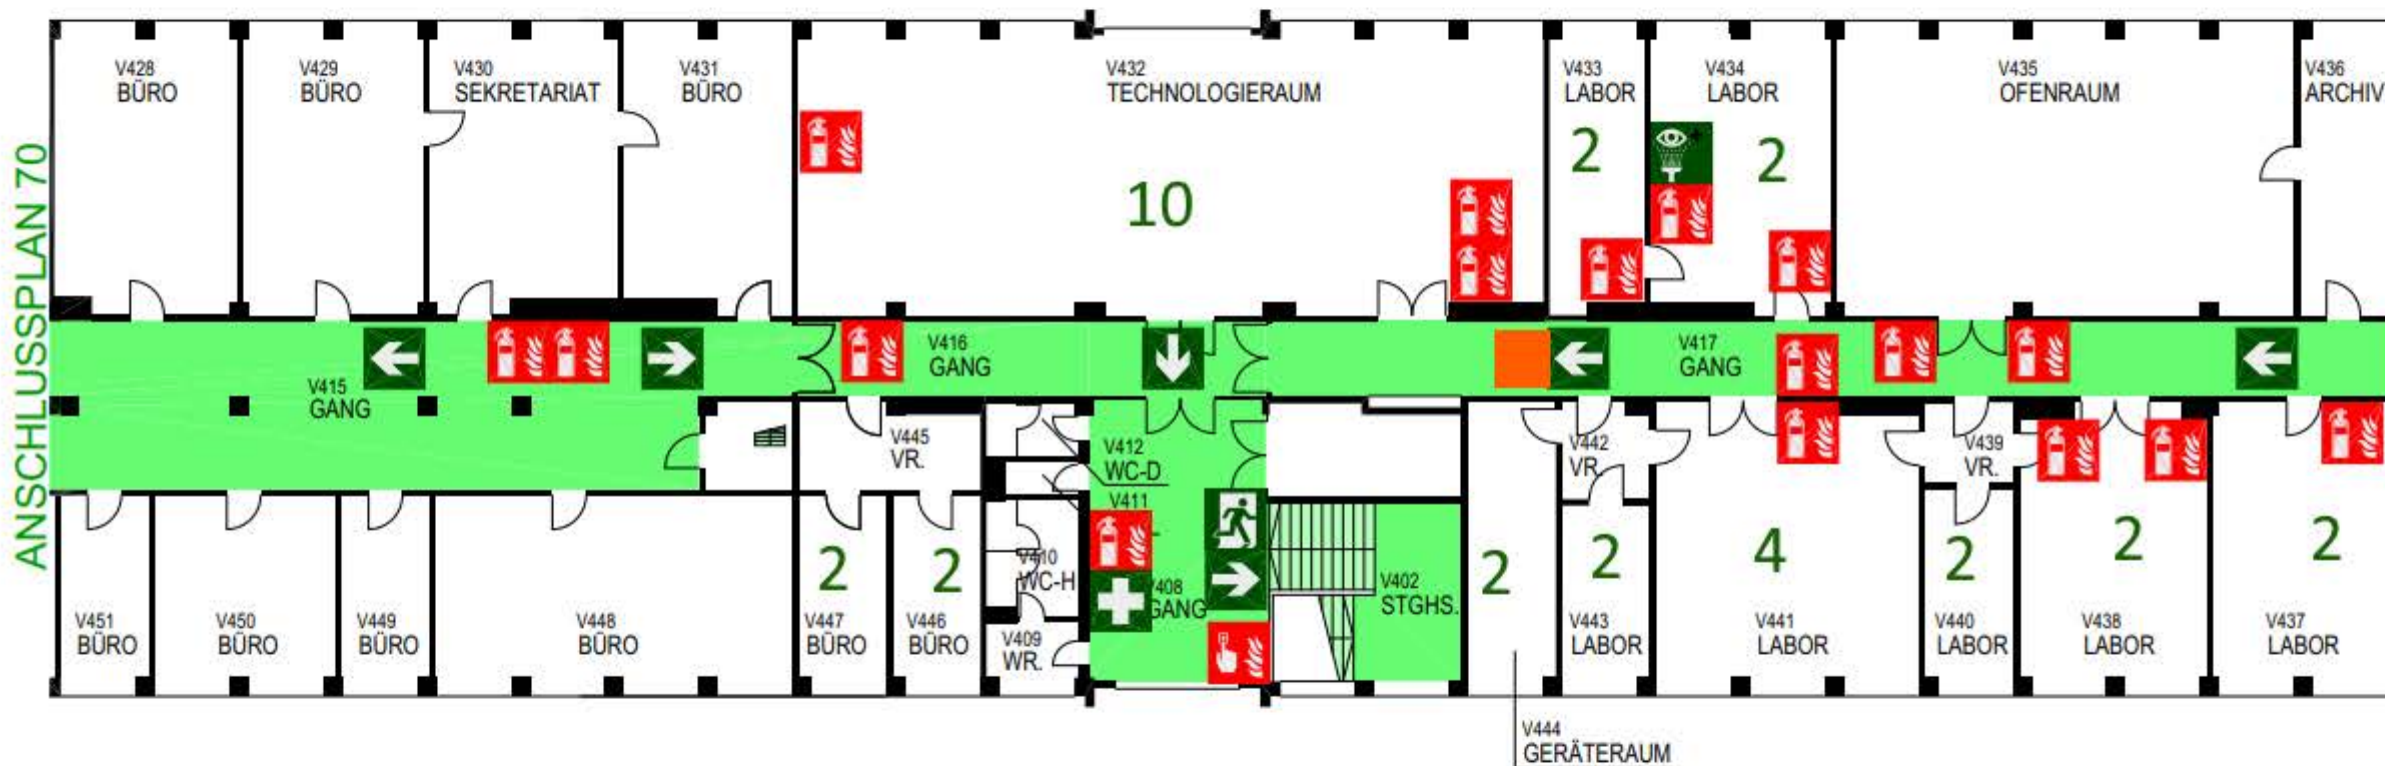 ANSCHLUSSPLAN 70
V428
BÜRO
V429
BÜRO
V430
SEKRETARIAT
V431
BÜRO
V432
TECHNOLOGIERAUM
10
V433
LABOR
2
V434
LABOR
2
V435
OFENRAUM
V436
ARCHIV
V415
GANG
V416
GANG
V417
GANG
V445
VR.
V412
WC-D
V411
V442
VR.
V439
VR.
V451
BÜRO
V450
BÜRO
V449
BÜRO
V448
BÜRO
2
V447
BÜRO
2
V446
BÜRO
V410
WC-H
V409
WR.
V408
GANG
V402
STGHS.
2
V444
GERÄTERAUM
2
V443
LABOR
4
V441
LABOR
2
V440
LABOR
2
V438
LABOR
2
V437
LABOR